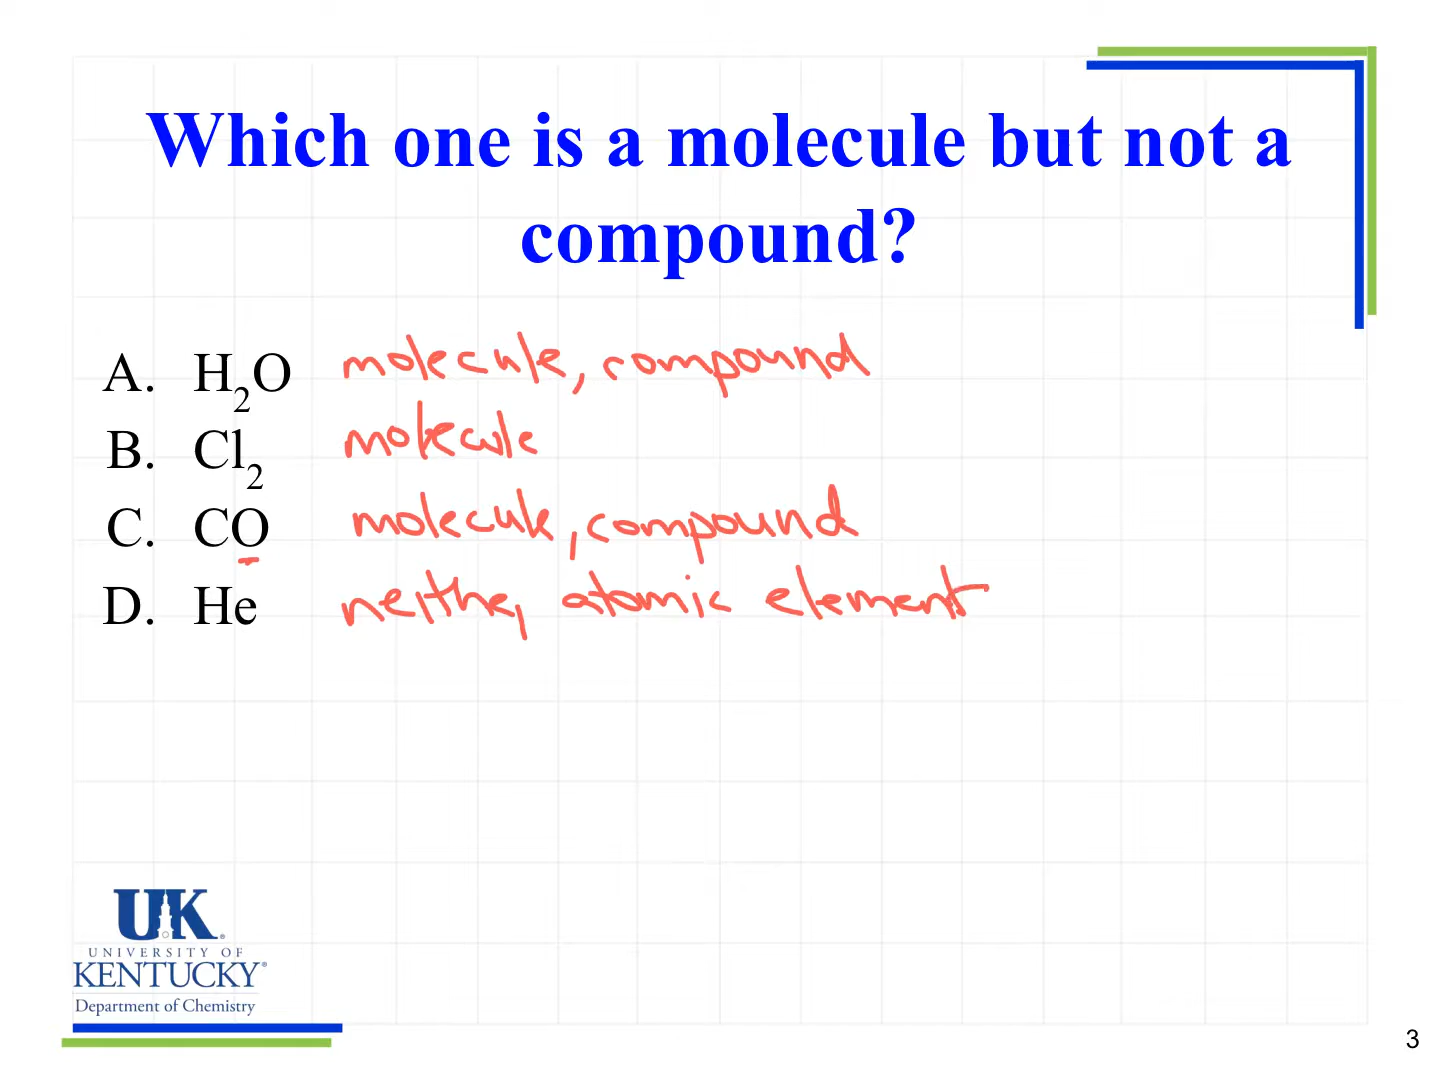 Which one is a molecule but not a
compound?
A. H₂O molecule, compound
B. Cl₂ molecule
C. CO molecule, compound
D. He neither, atomic element
UK
UNIVERSITY OF
KENTUCKY®
Department of Chemistry
3